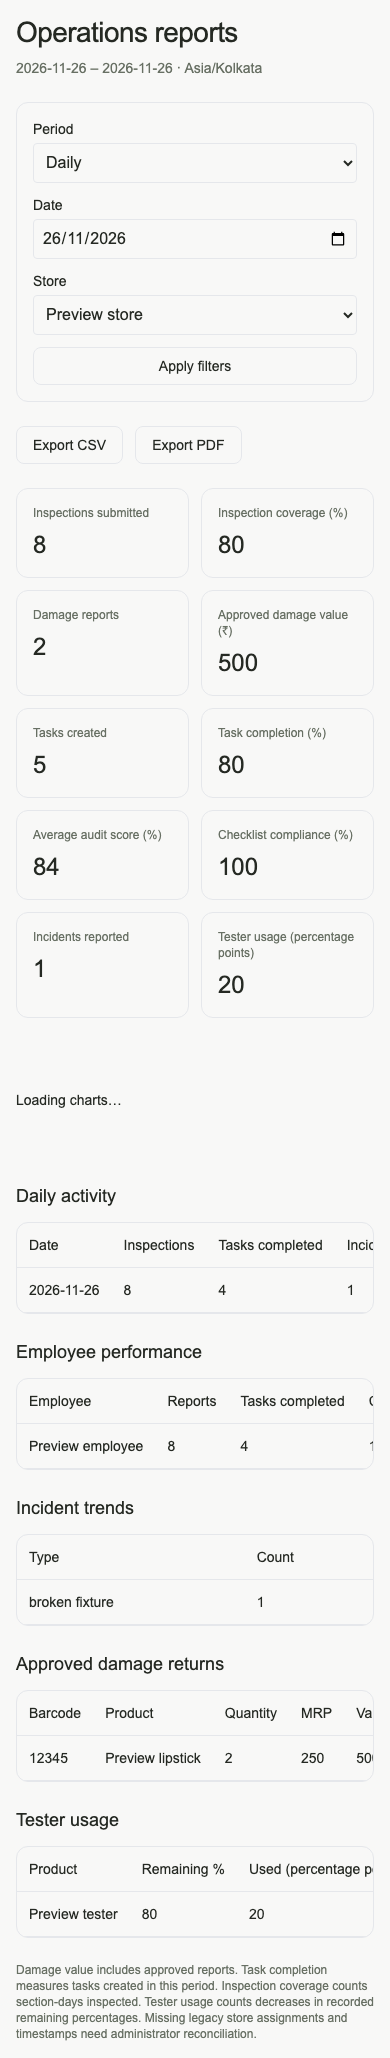 Operations reports
2026-11-26 – 2026-11-26 · Asia/Kolkata
Period
Daily
Date
26/11/2026
Store
Preview store
Apply filters
Export CSV Export PDF
Inspections submitted
8
Inspection coverage (%)
80
Damage reports
2
Approved damage value
(₹)
500
Tasks created
5
Task completion (%)
80
Average audit score (%)
84
Checklist compliance (%)
100
Incidents reported
1
Tester usage (percentage
points)
20
Loading charts…
Daily activity
Date Inspections Tasks completed
2026-11-26 8 4 1
Employee performance
Employee Reports Tasks completed
Preview employee 8 4
Incident trends
Type Count
broken fixture 1
Approved damage returns
Barcode Product Quantity MRP
12345 Preview lipstick 2 250
Tester usage
Product Remaining % Used (percentage
Preview tester 80 20
Damage value includes approved reports. Task completion
measures tasks created in this period. Inspection coverage counts
section-days inspected. Tester usage counts decreases in recorded
remaining percentages. Missing legacy store assignments and
timestamps need administrator reconciliation.